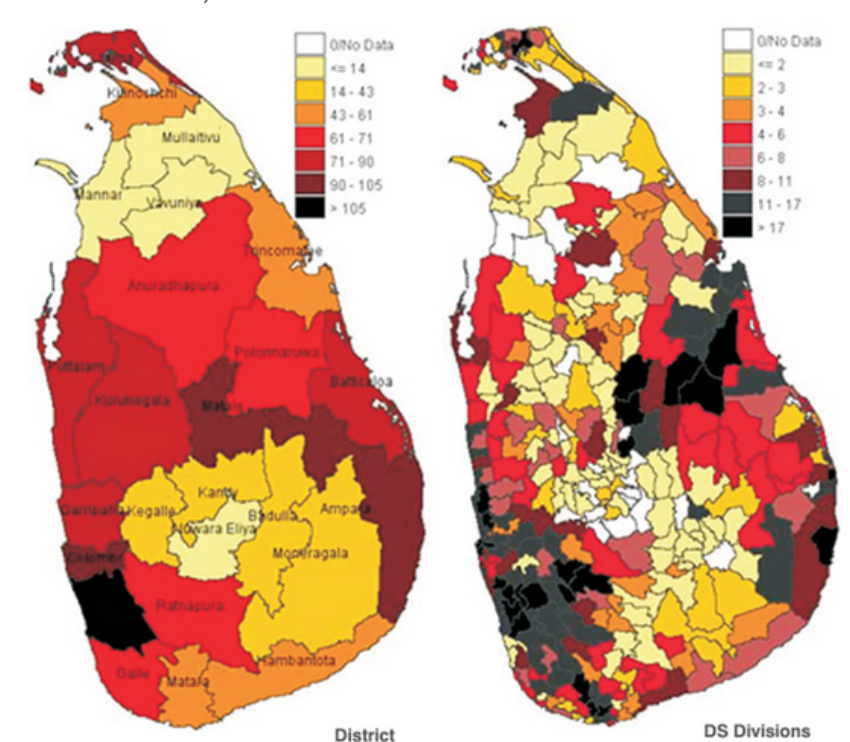 0/No Data
<= 14
14 - 43
43 - 61
61 - 71
71 - 90
90 - 105
> 105
Kilinochchi
Mullaitivu
Mannar
Vavuniya
Trincomalee
Anuradhapura
Polonnaruwa
Puttalam
Kurunegala
Matale
Batticaloa
Kandy
Gampaha
Kegalle
Nuwara Eliya
Badulla
Ampara
Colombo
Moneragala
Ratnapura
Galle
Matara
Hambantota
District
0/No Data
<= 2
2 - 3
3 - 4
4 - 6
6 - 8
8 - 11
11 - 17
> 17
DS Divisions